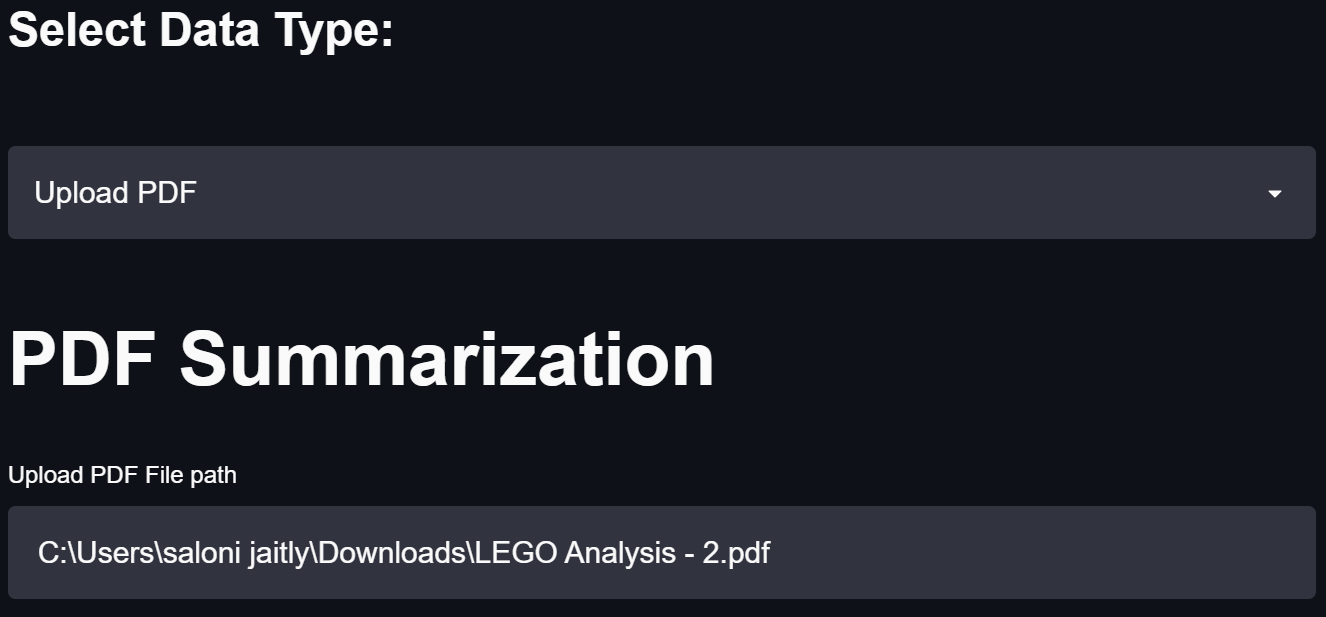 Select Data Type:
Upload PDF
PDF Summarization
Upload PDF File path
C:\Users\saloni jaitly\Downloads\LEGO Analysis - 2.pdf